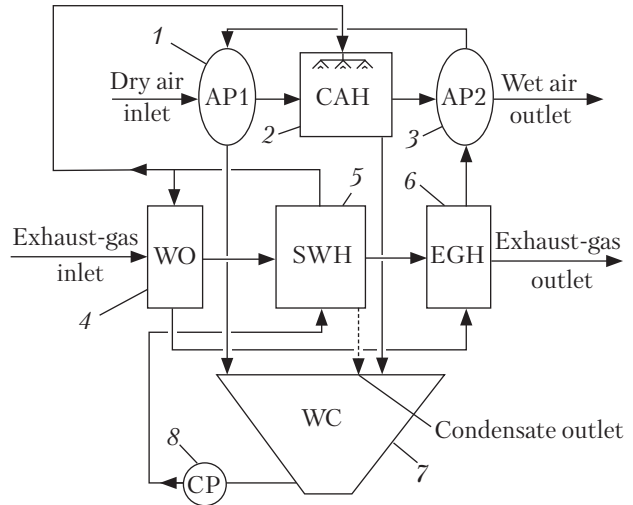 1
Dry air
inlet
AP1
CAH
AP2
Wet air
outlet
2
3
5
6
Exhaust-gas
inlet
WO
SWH
EGH
Exhaust-gas
outlet
4
WC
Condensate outlet
8
7
CP